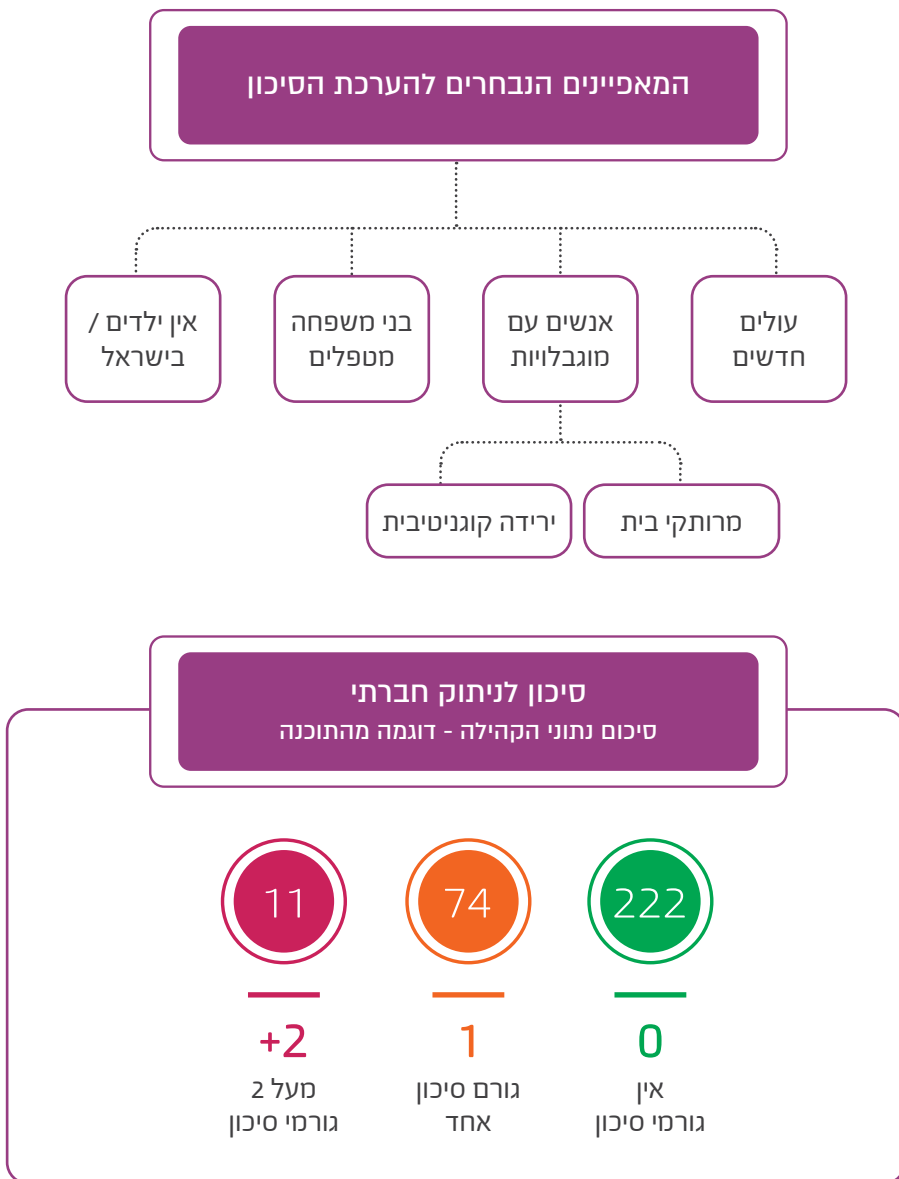 המאפיינים הנבחרים להערכת הסיכון
עולים
חדשים
אנשים עם
מוגבלויות
בני משפחה
מטפלים
אין ילדים /
בישראל
מרותקי בית
ירידה קוגניטיבית
סיכון לניתוק חברתי
סיכום נתוני הקהילה - דוגמה מהתוכנה
222
0
אין
גורמי סיכון
74
1
גורם סיכון
אחד
11
+2
מעל 2
גורמי סיכון